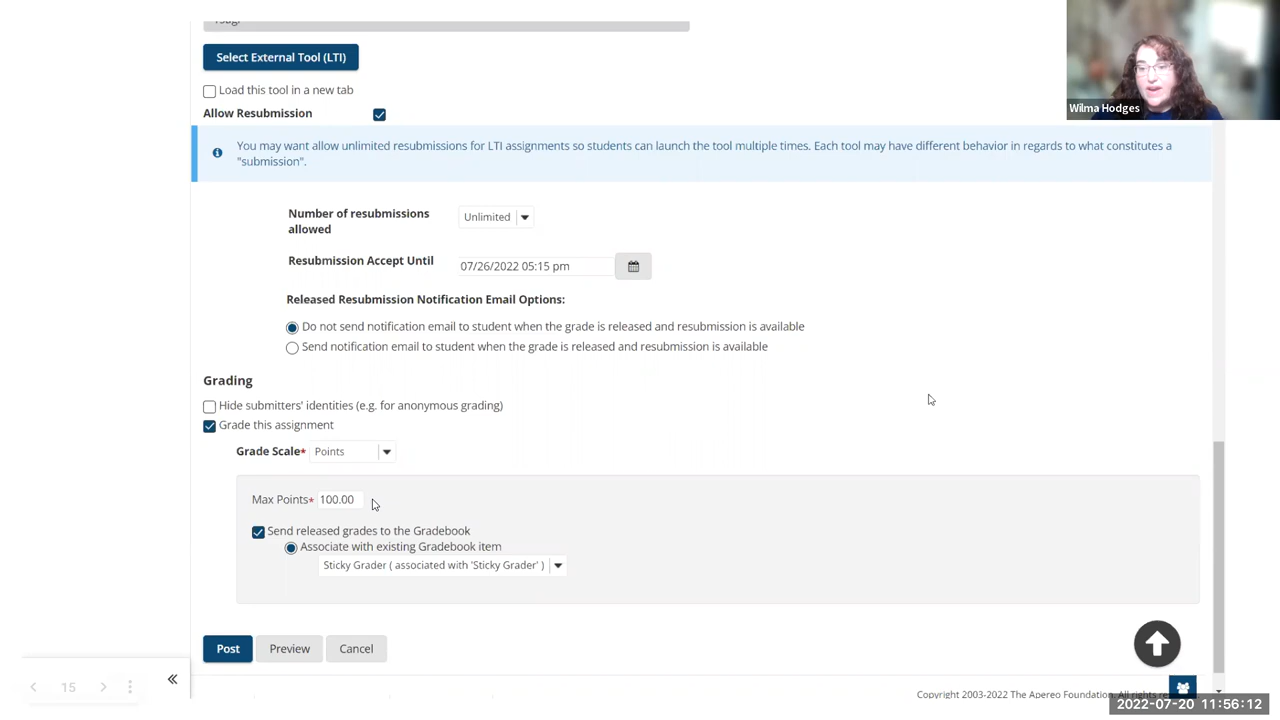 Select External Tool (LTI)
Load this tool in a new tab
Allow Resubmission
Wilma Hodges
You may want allow unlimited resubmissions for LTI assignments so students can launch the tool multiple times. Each tool may have different behavior in regards to what constitutes a
"submission".
Number of resubmissions
allowed
Unlimited
Resubmission Accept Until
07/26/2022 05:15 pm
Released Resubmission Notification Email Options:
Do not send notification email to student when the grade is released and resubmission is available
Send notification email to student when the grade is released and resubmission is available
Grading
Hide submitters' identities (e.g. for anonymous grading)
Grade this assignment
Grade Scale* Points
Max Points* 100.00
Send released grades to the Gradebook
Associate with existing Gradebook item
Sticky Grader ( associated with 'Sticky Grader' )
Post Preview Cancel
15
Copyright 2003-2022 The Apereo Foundation. All rights
2022-07-20 11:56:12